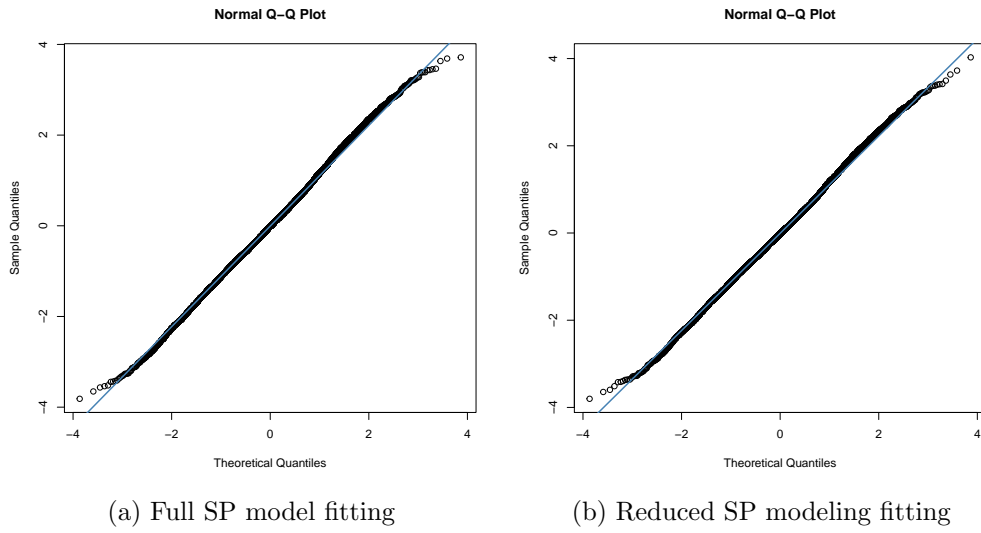 Normal Q−Q Plot
Sample Quantiles
4
2
0
−2
−4
−4
−2
0
2
4
Theoretical Quantiles
(a) Full SP model fitting
Normal Q−Q Plot
Sample Quantiles
4
2
0
−2
−4
−4
−2
0
2
4
Theoretical Quantiles
(b) Reduced SP modeling fitting